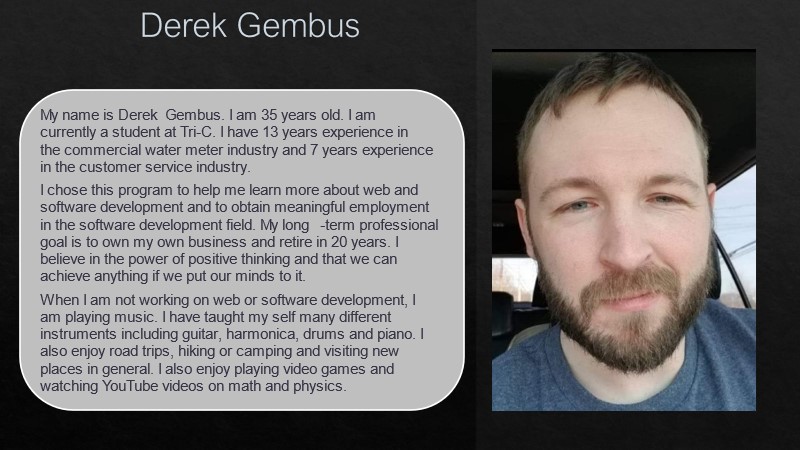 Derek Gembus
My name is Derek Gembus. I am 35 years old. I am
currently a student at Tri-C. I have 13 years experience in
the commercial water meter industry and 7 years experience
in the customer service industry.
I chose this program to help me learn more about web and
software development and to obtain meaningful employment
in the software development field. My long -term professional
goal is to own my own business and retire in 20 years. I
believe in the power of positive thinking and that we can
achieve anything if we put our minds to it.
When I am not working on web or software development, I
am playing music. I have taught my self many different
instruments including guitar, harmonica, drums and piano. I
also enjoy road trips, hiking or camping and visiting new
places in general. I also enjoy playing video games and
watching YouTube videos on math and physics.